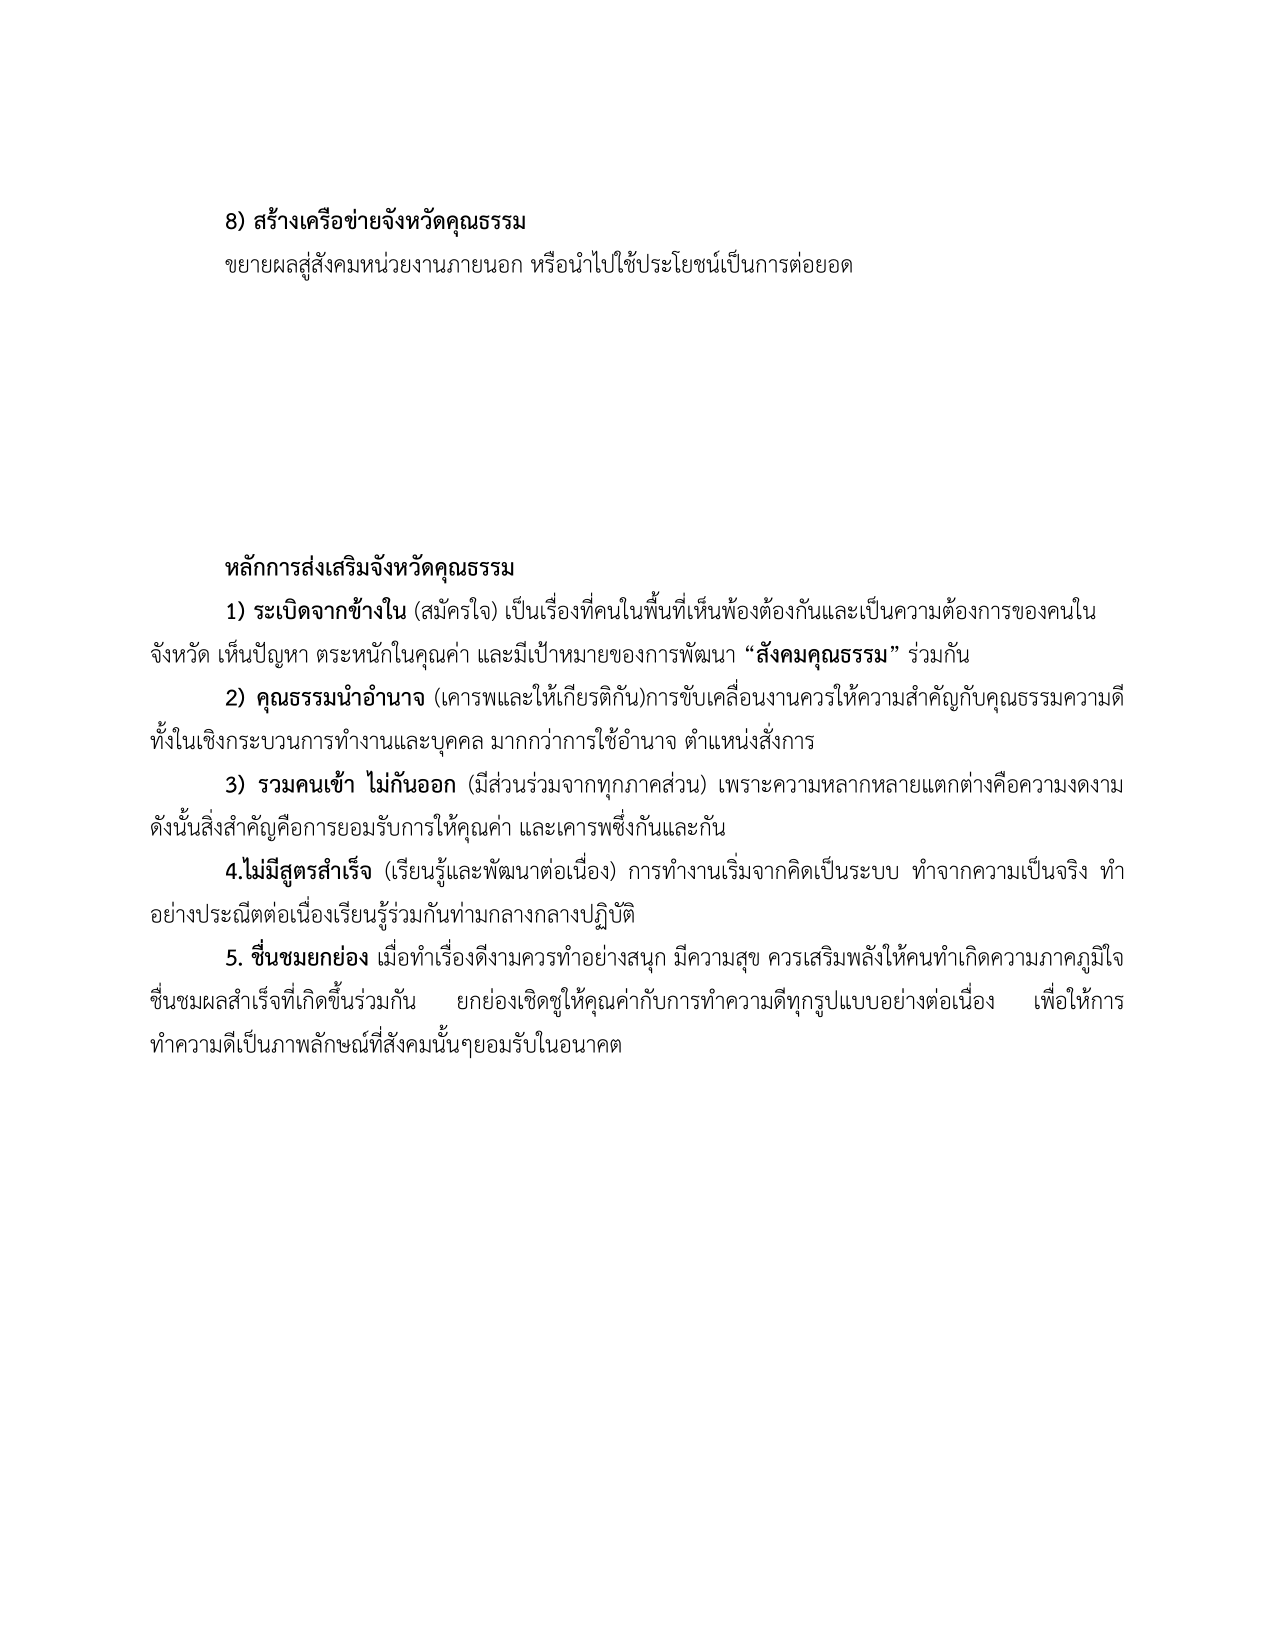 8) สร้างเครือข่ายจังหวัดคุณธรรม
ขยายผลสู่สังคมหน่วยงานภายนอก หรือนำไปใช้ประโยชน์เป็นการต่อยอด
หลักการส่งเสริมจังหวัดคุณธรรม
1) ระเบิดจากข้างใน (สมัครใจ) เป็นเรื่องที่คนในพื้นที่เห็นพ้องต้องกันและเป็นความต้องการของคนใน
จังหวัด เห็นปัญหา ตระหนักในคุณค่า และมีเป้าหมายของการพัฒนา “สังคมคุณธรรม” ร่วมกัน
2) คุณธรรมนำอำนาจ (เคารพและให้เกียรติกัน)การขับเคลื่อนงานควรให้ความสำคัญกับคุณธรรมความดี
ทั้งในเชิงกระบวนการทำงานและบุคคล มากกว่าการใช้อำนาจ ตำแหน่งสั่งการ
3) รวมคนเข้า ไม่กันออก (มีส่วนร่วมจากทุกภาคส่วน) เพราะความหลากหลายแตกต่างคือความงดงาม
ดังนั้นสิ่งสำคัญคือการยอมรับการให้คุณค่า และเคารพซึ่งกันและกัน
4.ไม่มีสูตรสำเร็จ (เรียนรู้และพัฒนาต่อเนื่อง) การทำงานเริ่มจากคิดเป็นระบบ ทำจากความเป็นจริง ทำ
อย่างประณีตต่อเนื่องเรียนรู้ร่วมกันท่ามกลางกลางปฏิบัติ
5. ชื่นชมยกย่อง เมื่อทำเรื่องดีงามควรทำอย่างสนุก มีความสุข ควรเสริมพลังให้คนทำเกิดความภาคภูมิใจ
ชื่นชมผลสำเร็จที่เกิดขึ้นร่วมกัน ยกย่องเชิดชูให้คุณค่ากับการทำความดีทุกรูปแบบอย่างต่อเนื่อง เพื่อให้การ
ทำความดีเป็นภาพลักษณ์ที่สังคมนั้นๆยอมรับในอนาคต